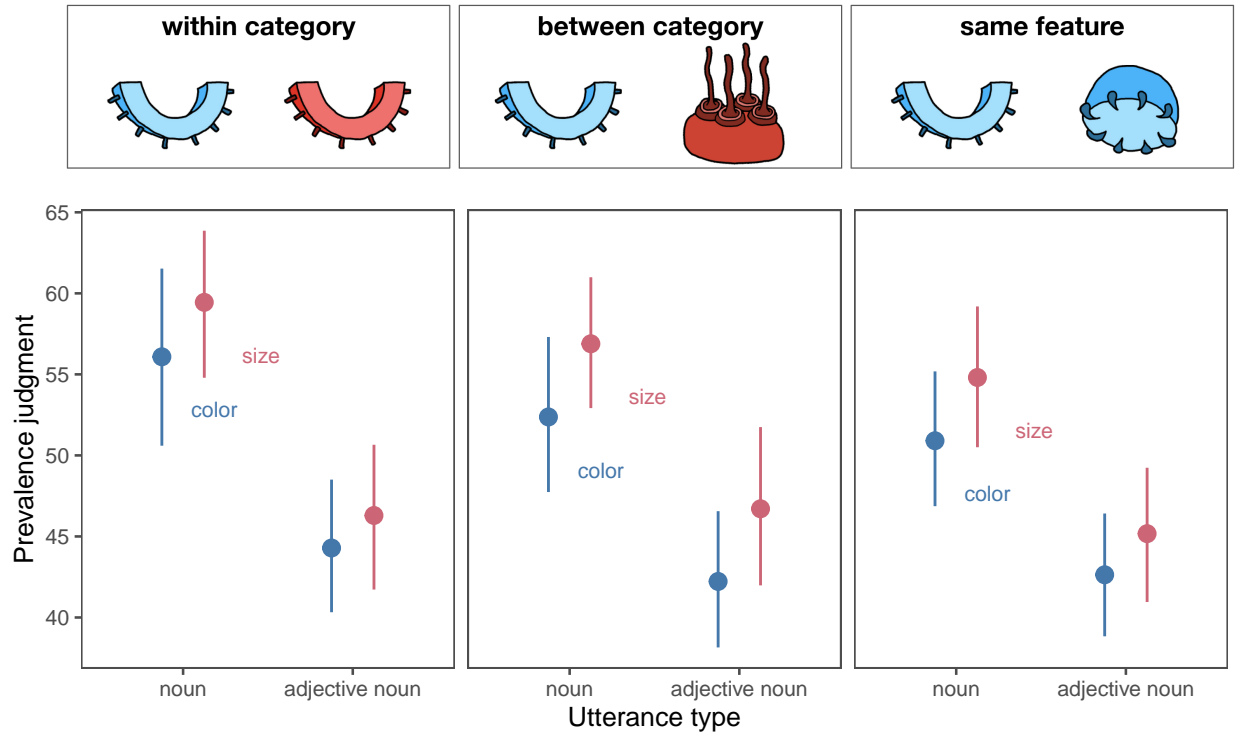 within category
between category
same feature
Prevalence judgment
65
60
55
50
45
40
size
color
size
color
size
color
noun
adjective noun
noun
adjective noun
noun
adjective noun
Utterance type